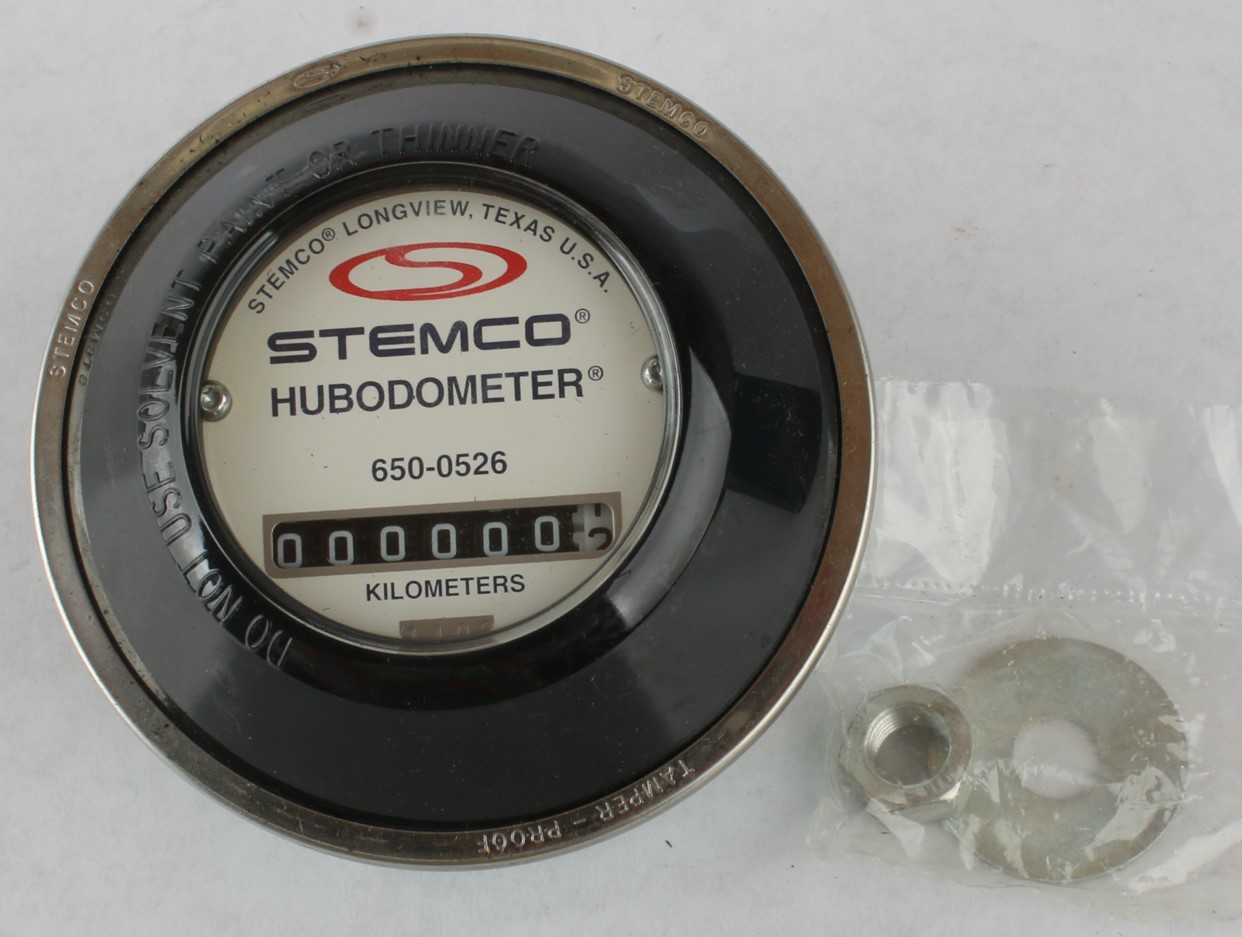 STEMCO
STEMCO
TAMPER - PROOF
DO NOT USE SOLVENT PAINT OR THINNER
STEMCO® LONGVIEW, TEXAS U.S.A.
STEMCO®
HUBODOMETER®
650-0526
000000
KILOMETERS